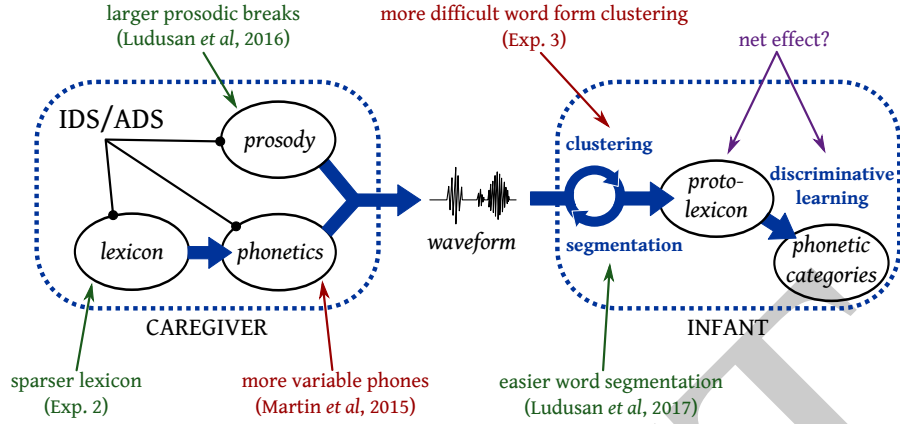 larger prosodic breaks
(Ludusan et al, 2016)
more difficult word form clustering
(Exp. 3)
net effect?
IDS/ADS
prosody
lexicon
phonetics
CAREGIVER
waveform
clustering
segmentation
proto-
lexicon
discriminative
learning
phonetic
categories
INFANT
sparser lexicon
(Exp. 2)
more variable phones
(Martin et al, 2015)
easier word segmentation
(Ludusan et al, 2017)